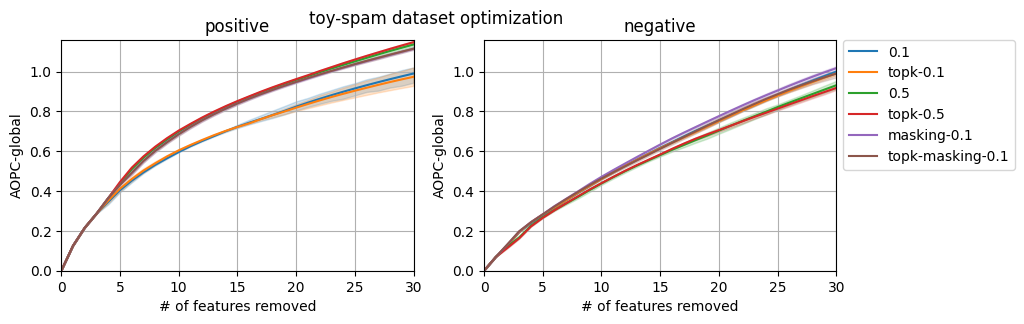 toy-spam dataset optimization
positive
AOPC-global
1.0
0.8
0.6
0.4
0.2
0.0
0 5 10 15 20 25 30
# of features removed
negative
AOPC-global
1.0
0.8
0.6
0.4
0.2
0.0
0 5 10 15 20 25 30
# of features removed
0.1
topk-0.1
0.5
topk-0.5
masking-0.1
topk-masking-0.1